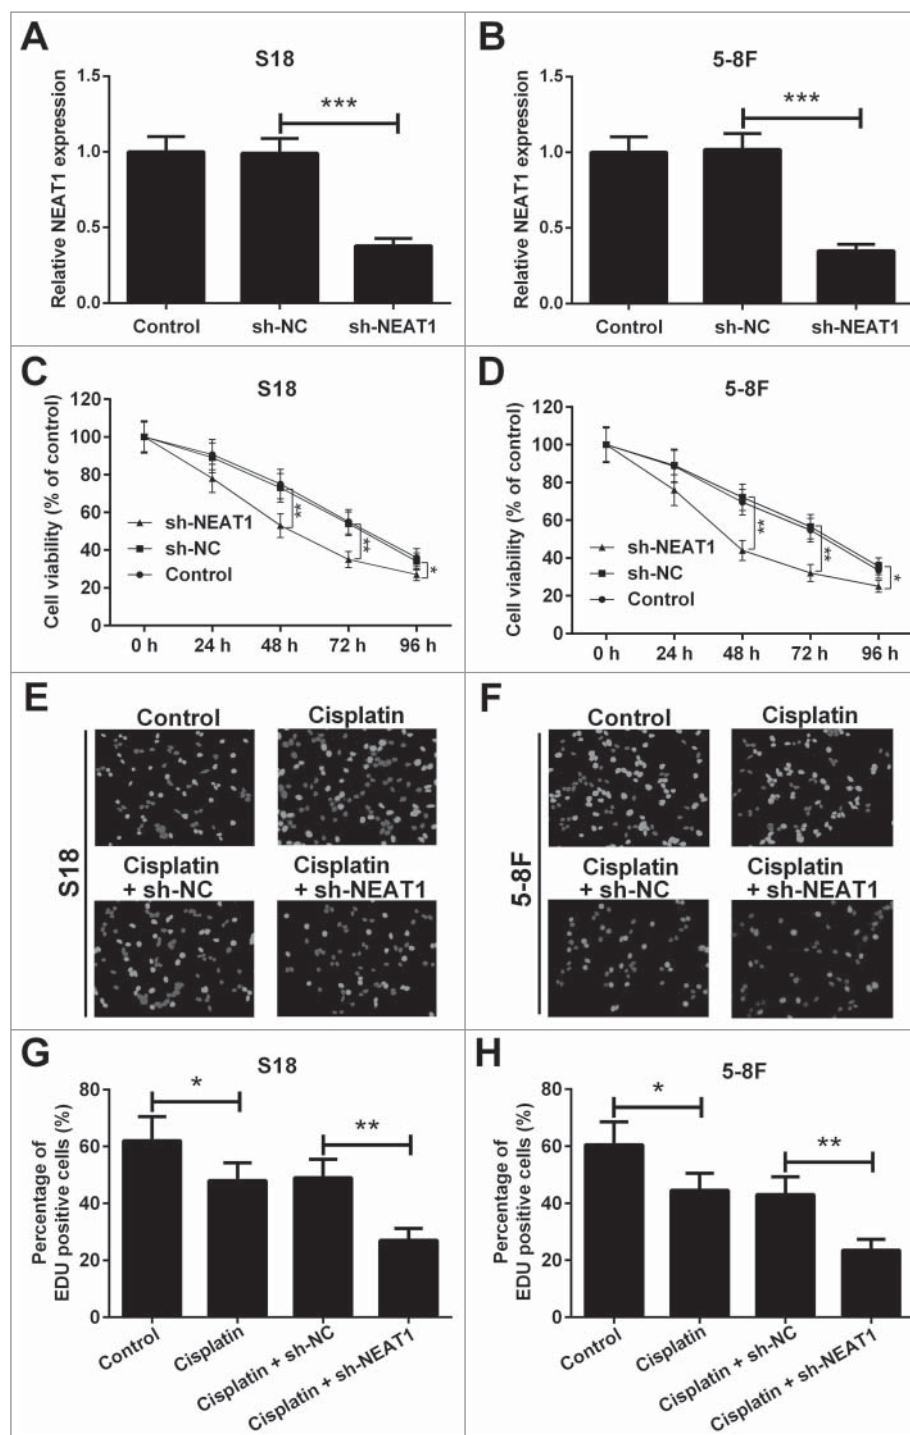 A
S18
Relative NEAT1 expression
1.5
1.0
0.5
0.0
***
Control sh-NC sh-NEAT1
B
5-8F
Relative NEAT1 expression
1.5
1.0
0.5
0.0
***
Control sh-NC sh-NEAT1
C
S18
Cell viability (% of control)
120
100
80
60
40
20
0
sh-NEAT1
sh-NC
Control
**
**
*
0 h 24 h 48 h 72 h 96 h
D
5-8F
Cell viability (% of control)
120
100
80
60
40
20
0
sh-NEAT1
sh-NC
Control
**
**
*
0 h 24 h 48 h 72 h 96 h
E
S18
Control Cisplatin
Cisplatin Cisplatin
+ sh-NC + sh-NEAT1
F
5-8F
Control Cisplatin
Cisplatin Cisplatin
+ sh-NC + sh-NEAT1
G
S18
Percentage of
EDU positive cells (%)
80
60
40
20
0
*
**
Control
Cisplatin
Cisplatin + sh-NC
Cisplatin + sh-NEAT1
H
5-8F
Percentage of
EDU positive cells (%)
80
60
40
20
0
*
**
Control
Cisplatin
Cisplatin + sh-NC
Cisplatin + sh-NEAT1